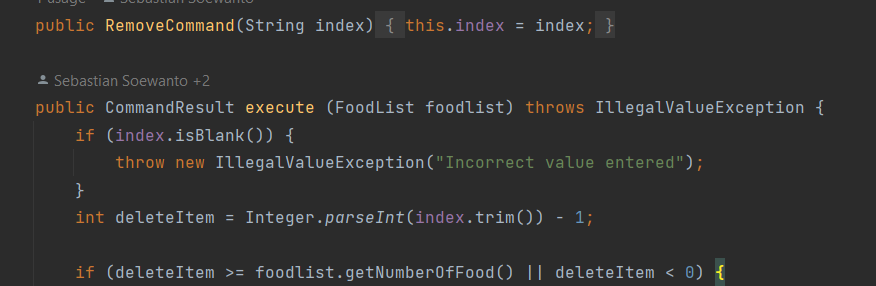 Sebastian Soewanto
public RemoveCommand(String index) { this.index = index; }
Sebastian Soewanto +2
public CommandResult execute (FoodList foodlist) throws IllegalValueException {
if (index.isBlank()) {
throw new IllegalValueException("Incorrect value entered");
}
int deleteItem = Integer.parseInt(index.trim()) - 1;
if (deleteItem >= foodlist.getNumberOfFood() || deleteItem < 0) {